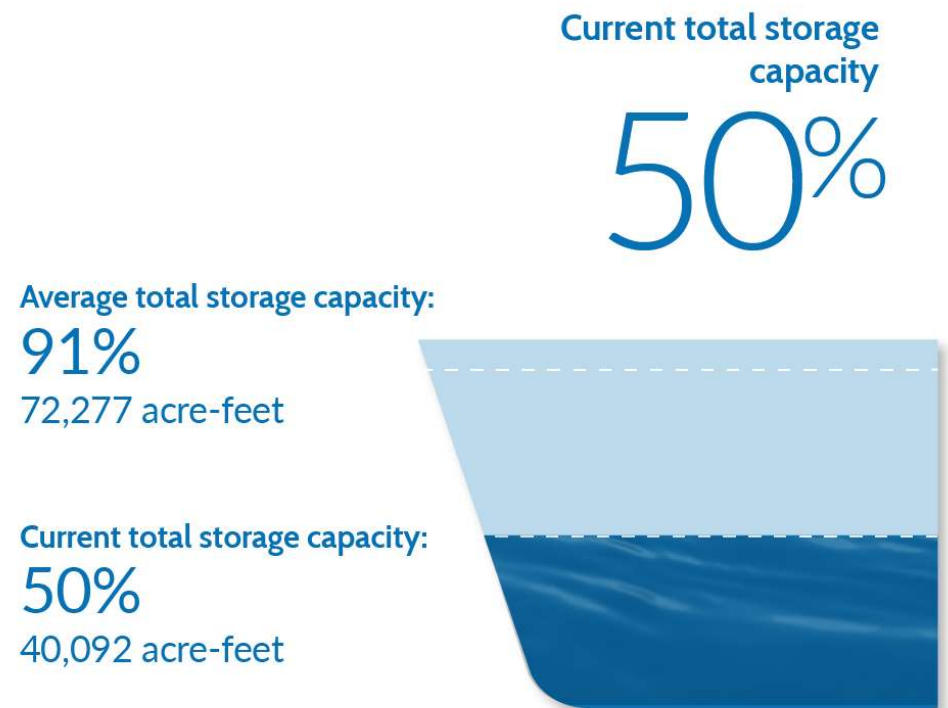 Current total storage
capacity
50%
Average total storage capacity:
91%
72,277 acre-feet
Current total storage capacity:
50%
40,092 acre-feet